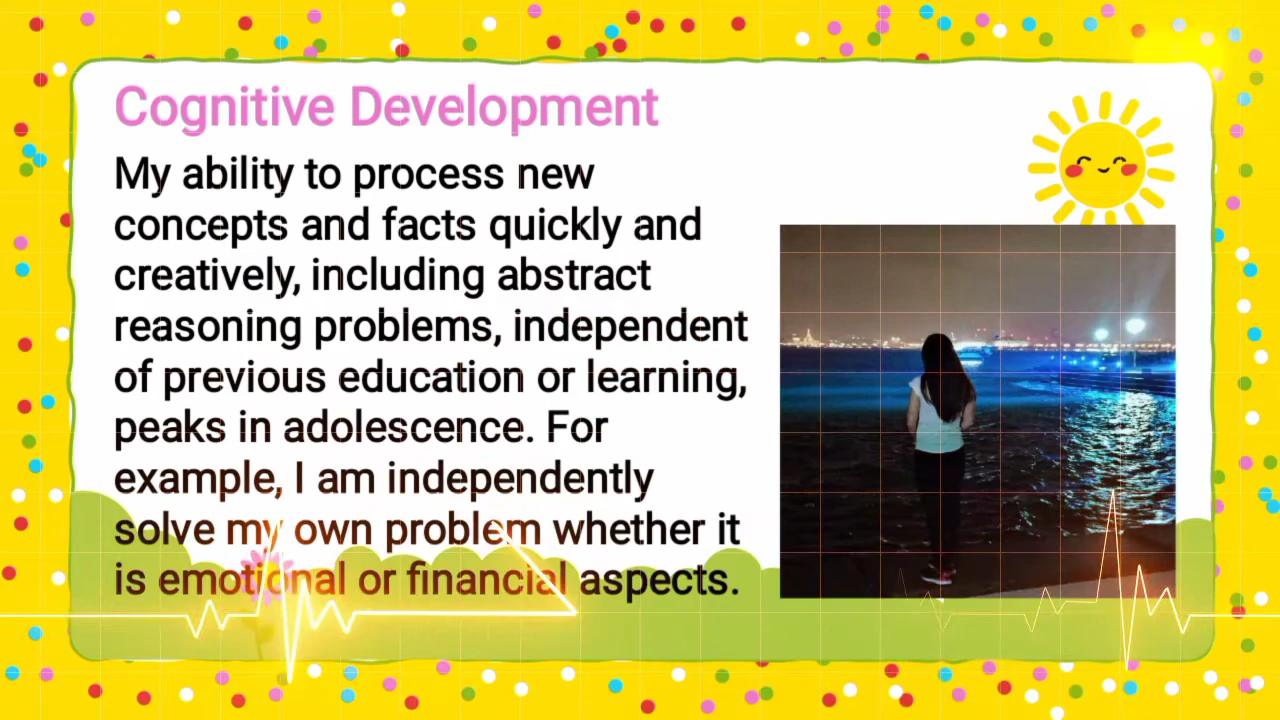 Cognitive Development
My ability to process new
concepts and facts quickly and
creatively, including abstract
reasoning problems, independent
of previous education or learning,
peaks in adolescence. For
example, I am independently
solve my own problem whether it
is emotional or financial aspects.